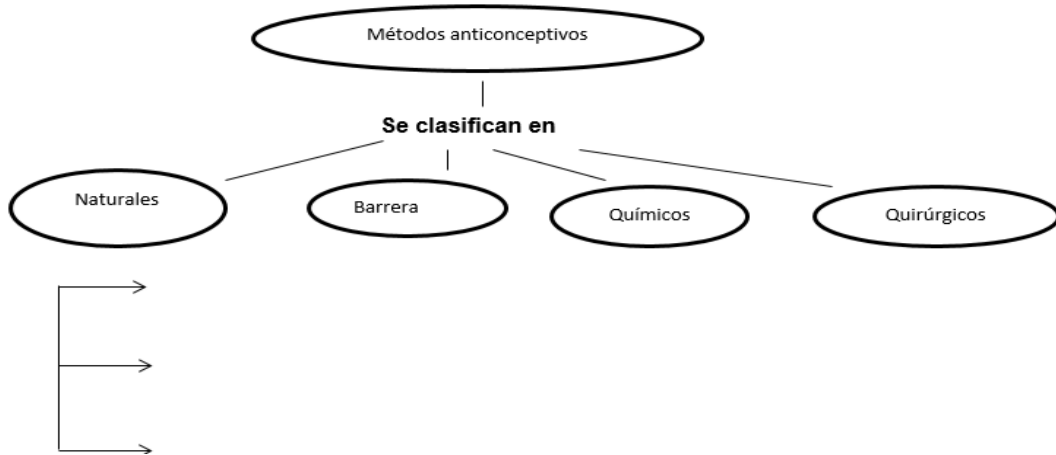 Métodos anticonceptivos
Se clasifican en
Naturales
Barrera
Químicos
Quirúrgicos